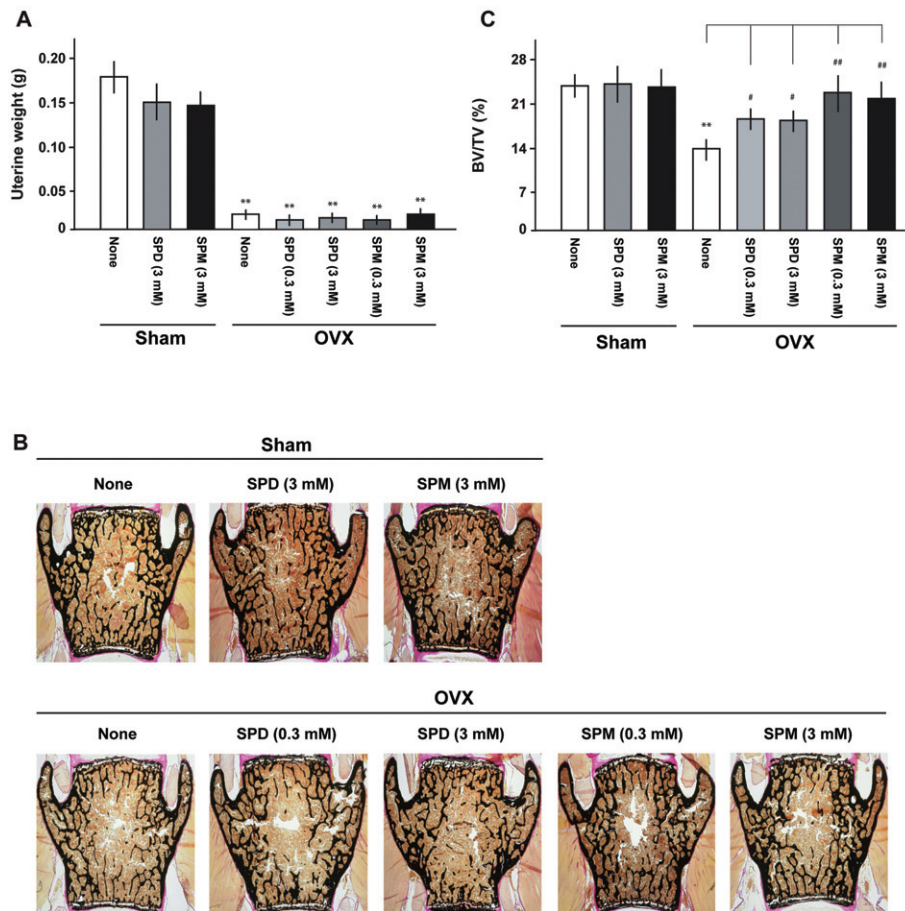 A
Uterine weight (g)
0.20
0.15
0.10
0.05
0
** ** ** ** **
None
SPD (3 mM)
SPM (3 mM)
None
SPD (0.3 mM)
SPD (3 mM)
SPM (0.3 mM)
SPM (3 mM)
Sham
OVX
C
BV/TV (%)
28
21
14
7
0
** # # ## ##
None
SPD (3 mM)
SPM (3 mM)
None
SPD (0.3 mM)
SPD (3 mM)
SPM (0.3 mM)
SPM (3 mM)
Sham
OVX
B
Sham
None SPD (3 mM) SPM (3 mM)
OVX
None SPD (0.3 mM) SPD (3 mM) SPM (0.3 mM) SPM (3 mM)